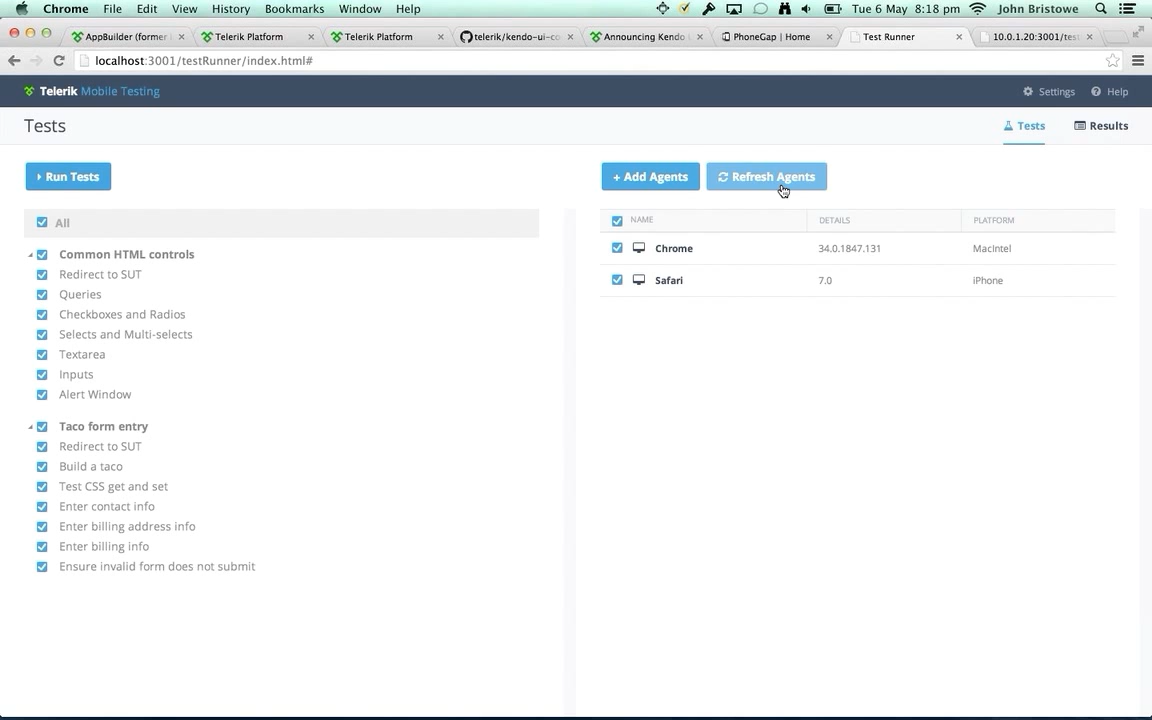 Chrome File Edit View History Bookmarks Window Help Tue 6 May 8:18 pm John Bristowe
AppBuilder (former Telerik Platform Telerik Platform telerik/kendo-ui-co Announcing Kendo PhoneGap | Home Test Runner 10.0.1.20:3001/test
localhost:3001/testRunner/index.html#
Telerik Mobile Testing Settings Help
Tests Tests Results
Run Tests + Add Agents Refresh Agents
All NAME DETAILS PLATFORM
Common HTML controls Chrome 34.0.1847.131 MacIntel
Redirect to SUT Safari 7.0 iPhone
Queries
Checkboxes and Radios
Selects and Multi-selects
Textarea
Inputs
Alert Window
Taco form entry
Redirect to SUT
Build a taco
Test CSS get and set
Enter contact info
Enter billing address info
Enter billing info
Ensure invalid form does not submit